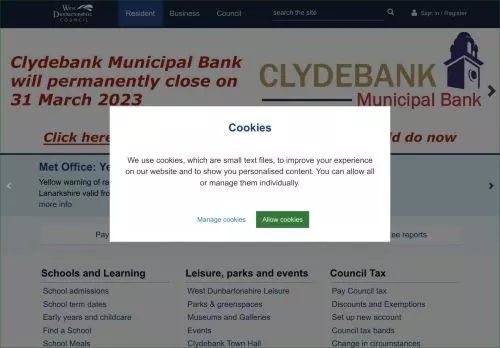 West
Dunbartonshire
COUNCIL
Resident Business Council search the site Sign In / Register
Clydebank Municipal Bank
will permanently close on
31 March 2023
CLYDEBANK
Municipal Bank
Click here ld do now
Cookies
We use cookies, which are small text files, to improve your experience
on our website and to show you personalised content. You can allow all
or manage them individually.
Manage cookies Allow cookies
Met Office: Ye
Yellow warning of ra
Lanarkshire valid fro
more info
Pay ee reports
Schools and Learning
School admissions
School term dates
Early years and childcare
Find a School
School Meals
Leisure, parks and events
West Dunbartonshire Leisure
Parks & greenspaces
Museums and Galleries
Events
Clydebank Town Hall
Council Tax
Pay Council tax
Discounts and Exemptions
Set up new account
Council tax bands
Change in circumstances